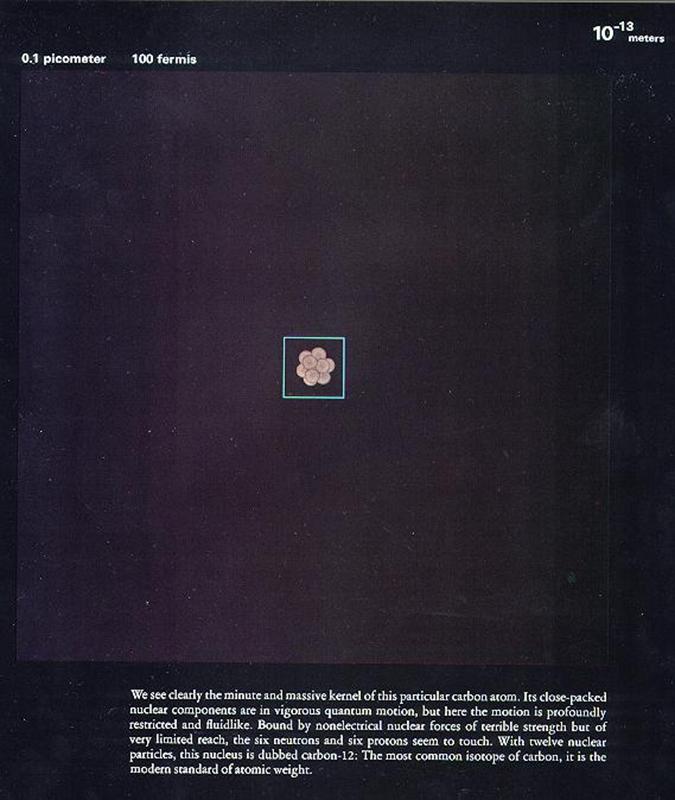 10⁻¹³ meters
0.1 picometer 100 fermis
We see clearly the minute and massive kernel of this particular carbon atom. Its close-packed
nuclear components are in vigorous quantum motion, but here the motion is profoundly
restricted and fluidlike. Bound by nonelectrical nuclear forces of terrible strength but of
very limited reach, the six neutrons and six protons seem to touch. With twelve nuclear
particles, this nucleus is dubbed carbon-12: The most common isotope of carbon, it is the
modern standard of atomic weight.